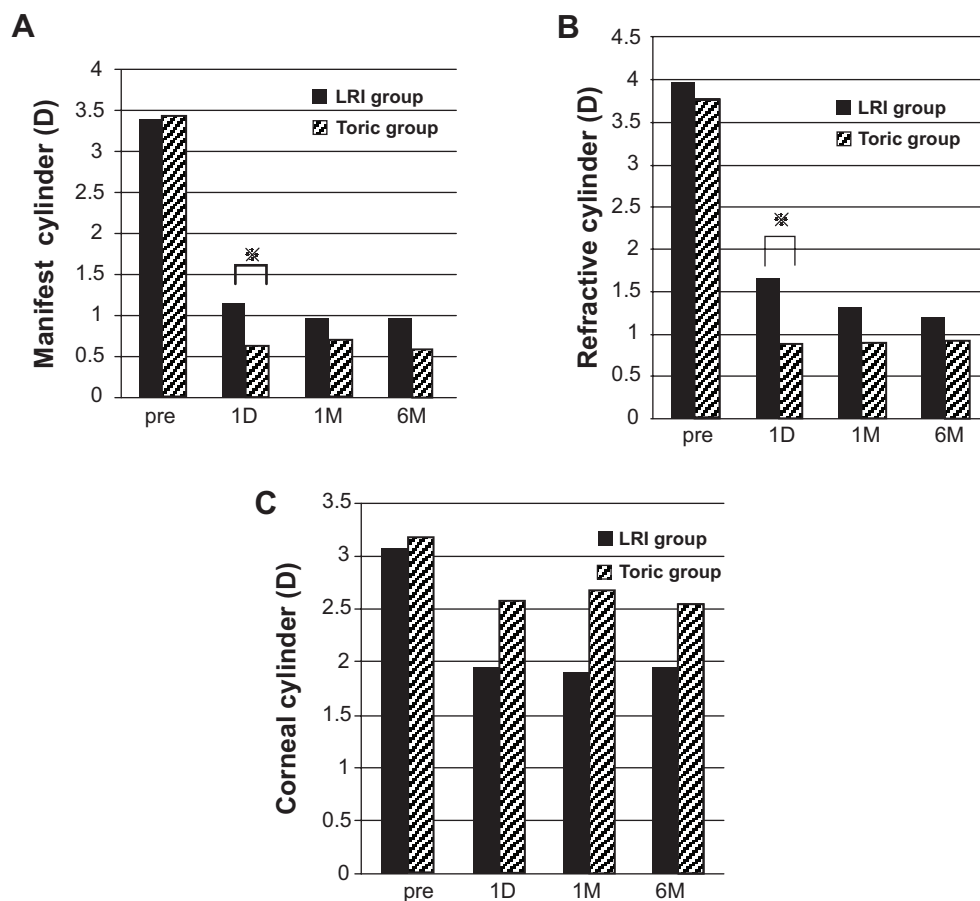 A
Manifest cylinder (D)
4
3.5
3
2.5
2
1.5
1
0.5
0
LRI group
Toric group
※
pre 1D 1M 6M
B
Refractive cylinder (D)
4.5
4
3.5
3
2.5
2
1.5
1
0.5
0
LRI group
Toric group
※
pre 1D 1M 6M
C
Corneal cylinder (D)
3.5
3
2.5
2
1.5
1
0.5
0
LRI group
Toric group
pre 1D 1M 6M